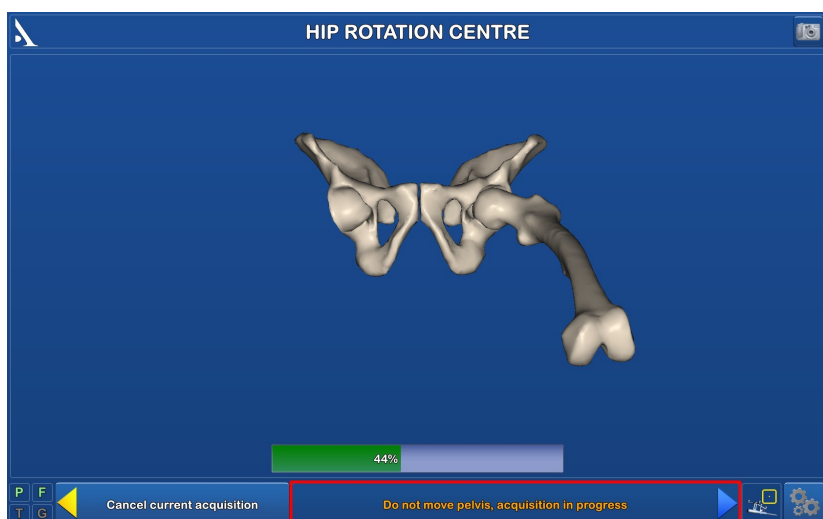 HIP ROTATION CENTRE
44%
P F
Cancel current acquisition
Do not move pelvis, acquisition in progress
T G